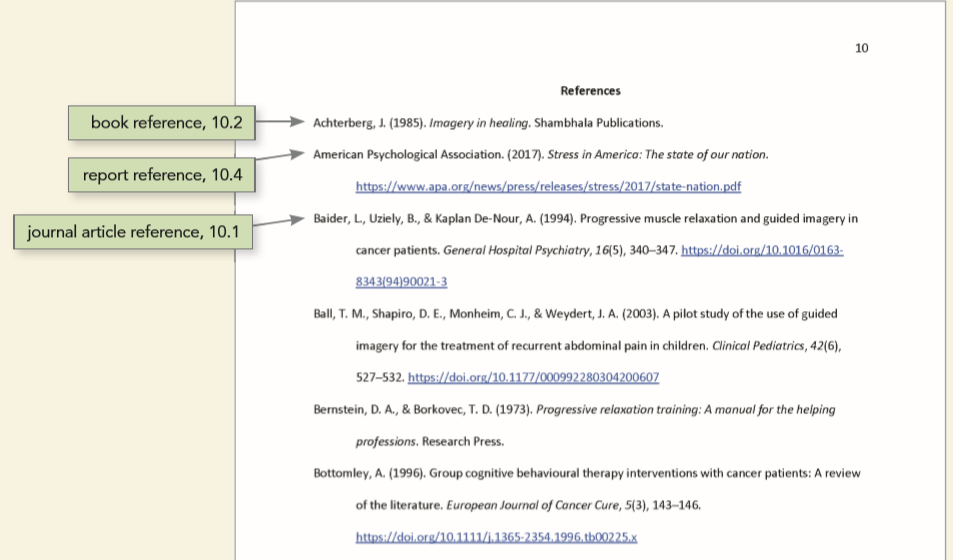 10
References
book reference, 10.2
Achterberg, J. (1985). Imagery in healing. Shambhala Publications.
report reference, 10.4
American Psychological Association. (2017). Stress in America: The state of our nation.
https://www.apa.org/news/press/releases/stress/2017/state-nation.pdf
journal article reference, 10.1
Baider, L., Uziely, B., & Kaplan De-Nour, A. (1994). Progressive muscle relaxation and guided imagery in
cancer patients. General Hospital Psychiatry, 16(5), 340–347. https://doi.org/10.1016/0163-
8343(94)90021-3
Ball, T. M., Shapiro, D. E., Monheim, C. J., & Weydert, J. A. (2003). A pilot study of the use of guided
imagery for the treatment of recurrent abdominal pain in children. Clinical Pediatrics, 42(6),
527–532. https://doi.org/10.1177/000992280304200607
Bernstein, D. A., & Borkovec, T. D. (1973). Progressive relaxation training: A manual for the helping
professions. Research Press.
Bottomley, A. (1996). Group cognitive behavioural therapy interventions with cancer patients: A review
of the literature. European Journal of Cancer Cure, 5(3), 143–146.
https://doi.org/10.1111/j.1365-2354.1996.tb00225.x